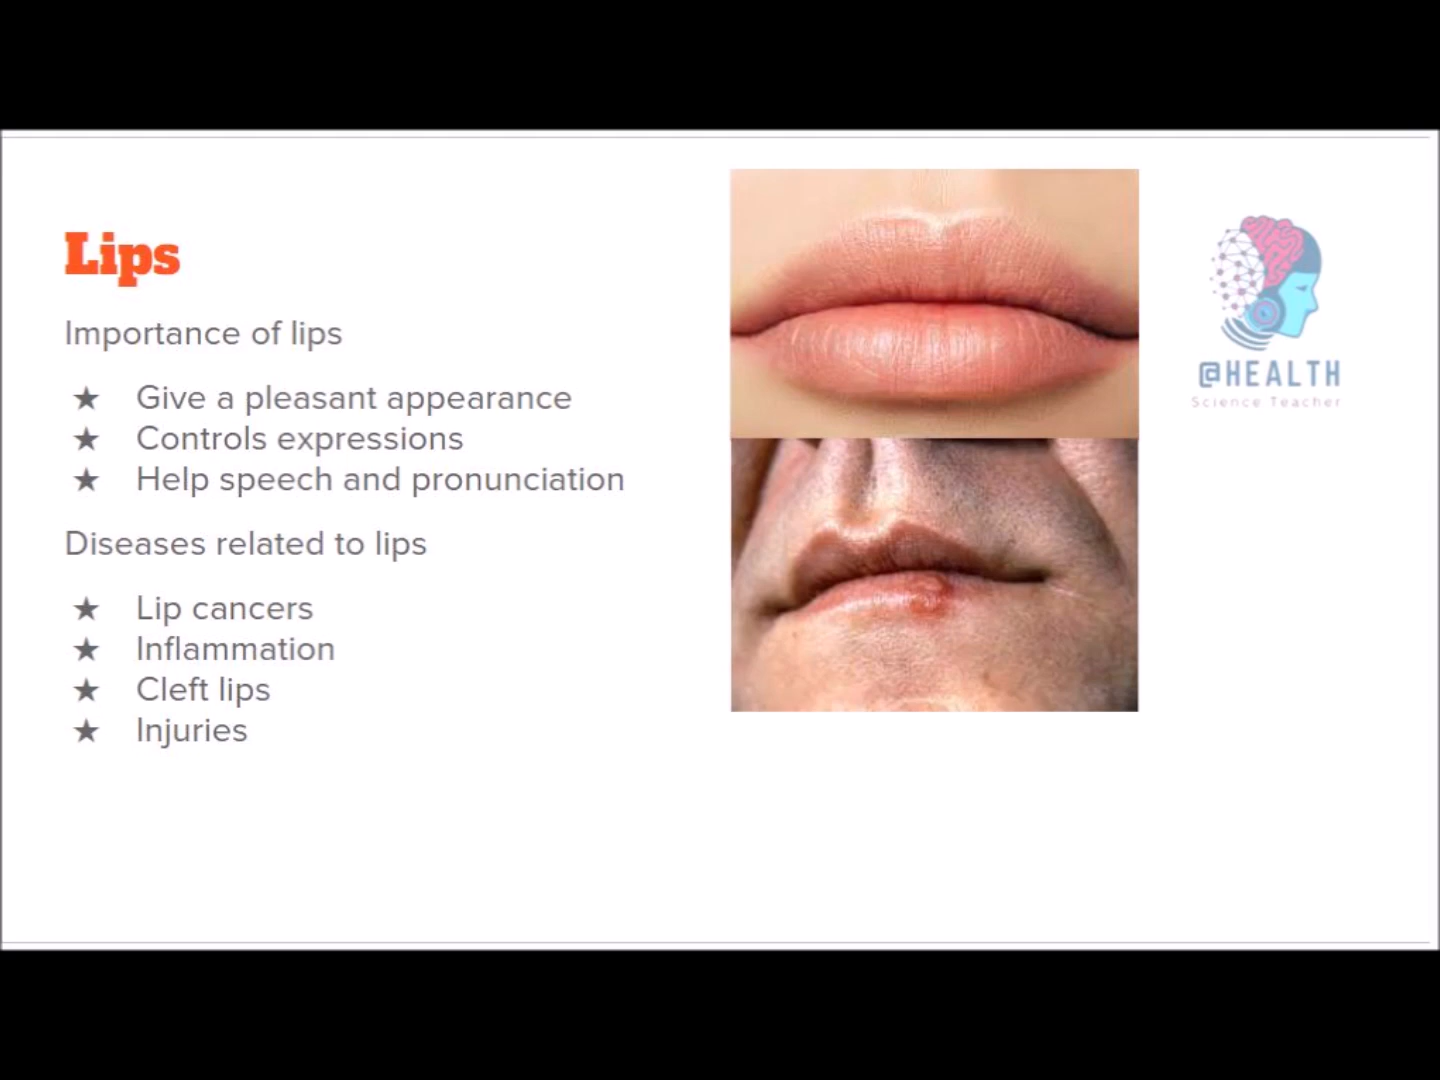 Lips
Importance of lips
★ Give a pleasant appearance
★ Controls expressions
★ Help speech and pronunciation
Diseases related to lips
★ Lip cancers
★ Inflammation
★ Cleft lips
★ Injuries
@HEALTH
Science Teacher